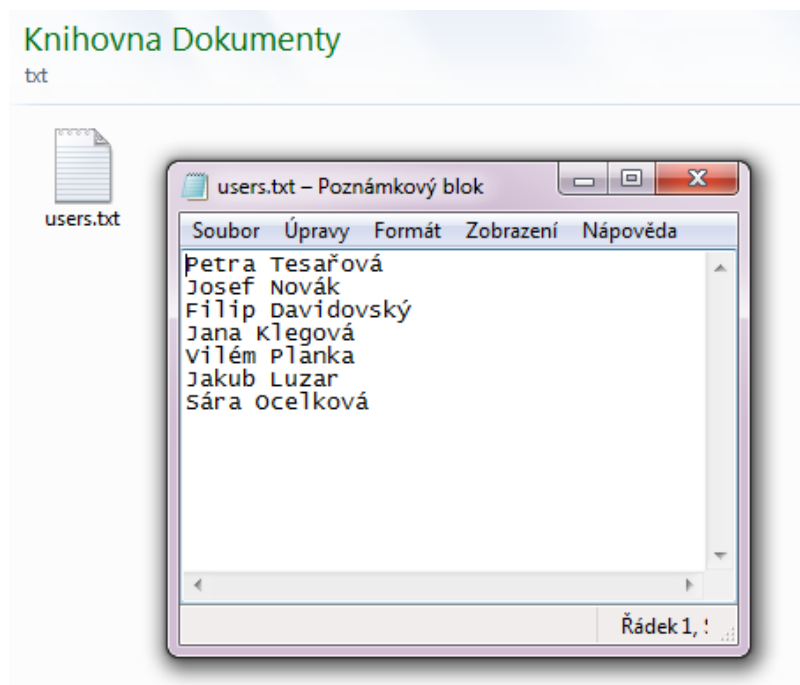 Knihovna Dokumenty
txt
users.txt
users.txt – Poznámkový blok
Soubor Úpravy Formát Zobrazení Nápověda
Petra Tesařová
Josef Novák
Filip Davidovský
Jana Klegová
Vilém Planka
Jakub Luzar
Sára Ocelková
Řádek 1,